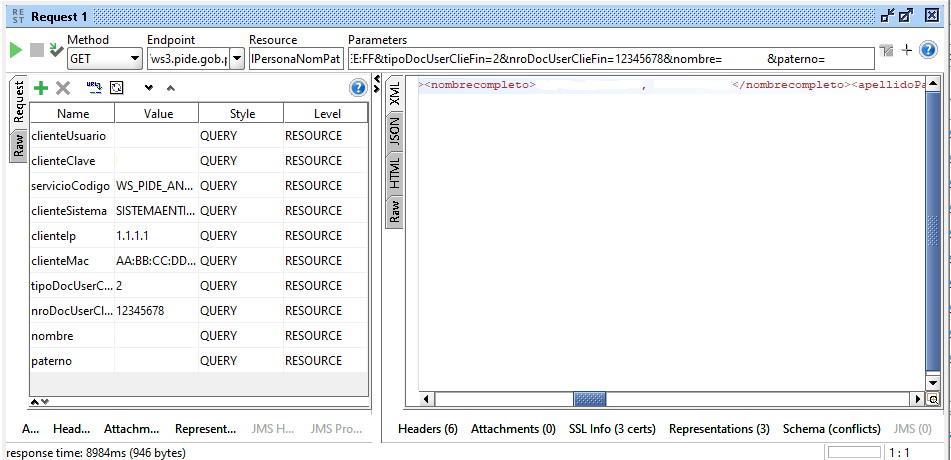 RE
ST
Request 1
Method
Endpoint
Resource
Parameters
GET
ws3.pide.gob.p
lPersonaNomPat
E:FF&tipoDocUserClieFin=2&nroDocUserClieFin=12345678&nombre= &paterno=
Request
Raw
Name Value Style Level
clienteUsuario QUERY RESOURCE
clienteClave QUERY RESOURCE
servicioCodigo WS_PIDE_AN... QUERY RESOURCE
clienteSistema SISTEMAENTI... QUERY RESOURCE
clienteIp 1.1.1.1 QUERY RESOURCE
clienteMac AA:BB:CC:DD... QUERY RESOURCE
tipoDocUserC... 2 QUERY RESOURCE
nroDocUserCl... 12345678 QUERY RESOURCE
nombre QUERY RESOURCE
paterno QUERY RESOURCE
A... Head... Attachm... Represent... JMS H... JMS Pro...
XML
JSON
HTML
Raw
><nombrecompleto> , </nombrecompleto><apellidoPa
Headers (6) Attachments (0) SSL Info (3 certs) Representations (3) Schema (conflicts) JMS (0)
response time: 8984ms (946 bytes)
1 : 1